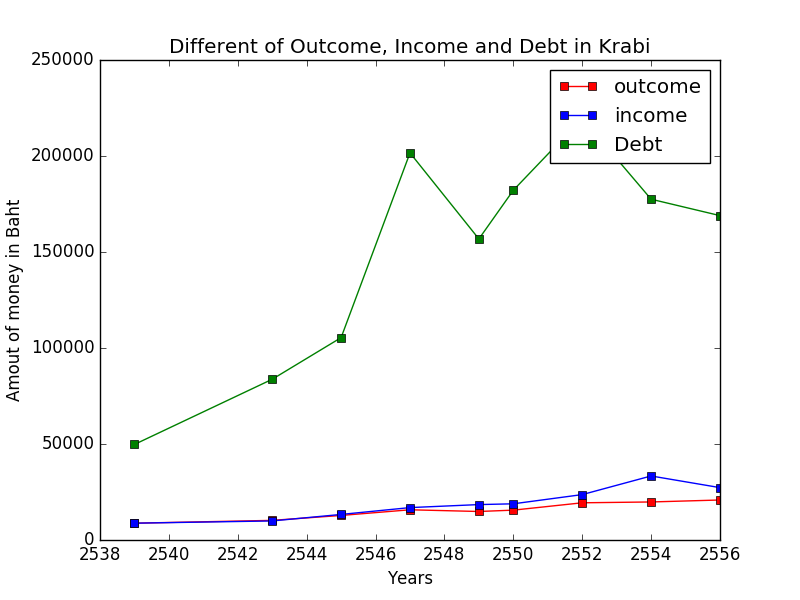 Different of Outcome, Income and Debt in Krabi
250000
200000
150000
100000
50000
0
Amout of money in Baht
outcome
income
Debt
2538 2540 2542 2544 2546 2548 2550 2552 2554 2556
Years